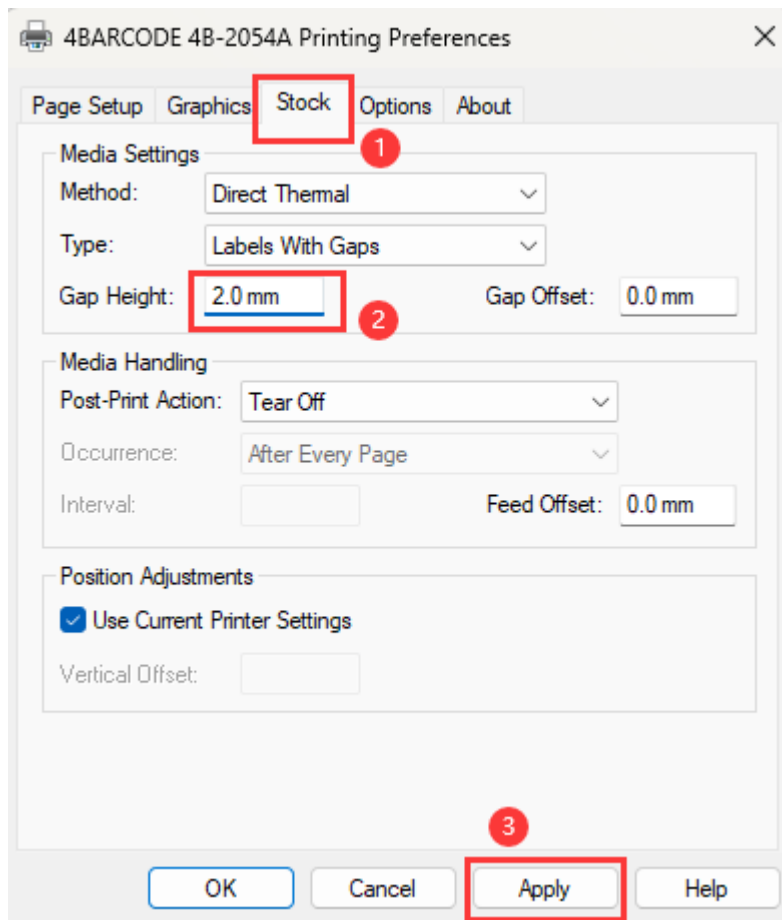 4BARCODE 4B-2054A Printing Preferences
Page Setup Graphics Stock Options About
1
Media Settings
Method: Direct Thermal
Type: Labels With Gaps
Gap Height: 2.0 mm Gap Offset: 0.0 mm
2
Media Handling
Post-Print Action: Tear Off
Occurrence: After Every Page
Interval: Feed Offset: 0.0 mm
Position Adjustments
Use Current Printer Settings
Vertical Offset:
3
OK Cancel Apply Help